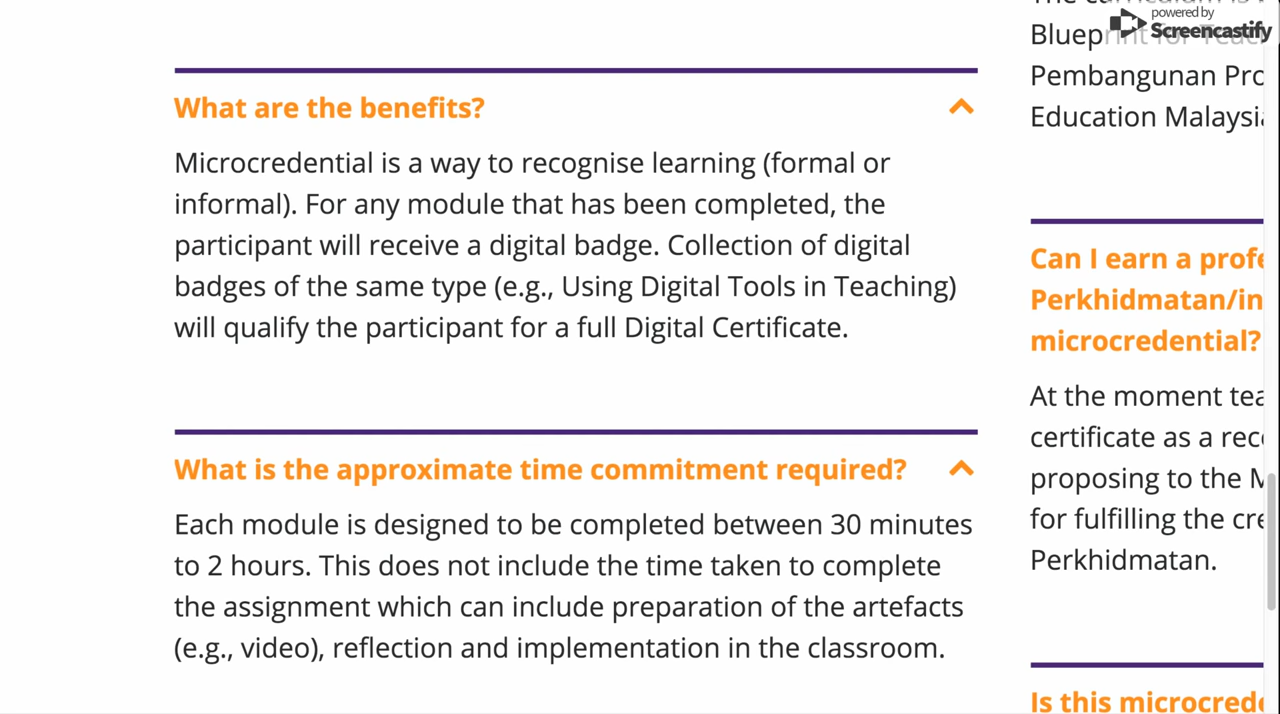 What are the benefits?
Microcredential is a way to recognise learning (formal or
informal). For any module that has been completed, the
participant will receive a digital badge. Collection of digital
badges of the same type (e.g., Using Digital Tools in Teaching)
will qualify the participant for a full Digital Certificate.
What is the approximate time commitment required?
Each module is designed to be completed between 30 minutes
to 2 hours. This does not include the time taken to complete
the assignment which can include preparation of the artefacts
(e.g., video), reflection and implementation in the classroom.
powered by
Screencastify
Blueprint for
Pembangunan Pro
Education Malaysia
Can I earn a profe
Perkhidmatan/in
microcredential?
At the moment tea
certificate as a rec
proposing to the M
for fulfilling the cre
Perkhidmatan.
Is this microcred